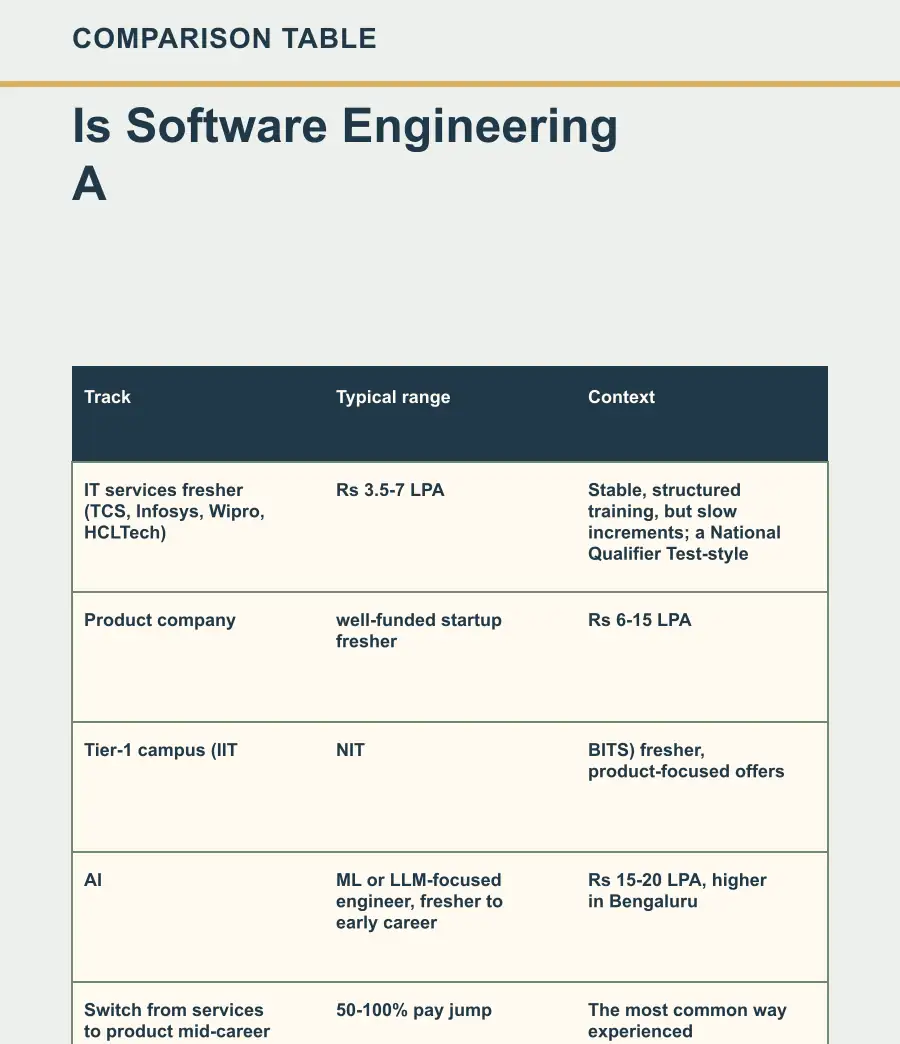 COMPARISON TABLE
Is Software Engineering
A
Track
Typical range
Context
IT services fresher
(TCS, Infosys, Wipro,
HCLTech)
Rs 3.5-7 LPA
Stable, structured
training, but slow
increments; a National
Qualifier Test-style
Product company
well-funded startup
fresher
Rs 6-15 LPA
Tier-1 campus (IIT
NIT
BITS) fresher,
product-focused offers
AI
ML or LLM-focused
engineer, fresher to
early career
Rs 15-20 LPA, higher
in Bengaluru
Switch from services
to product mid-career
50-100% pay jump
The most common way
experienced